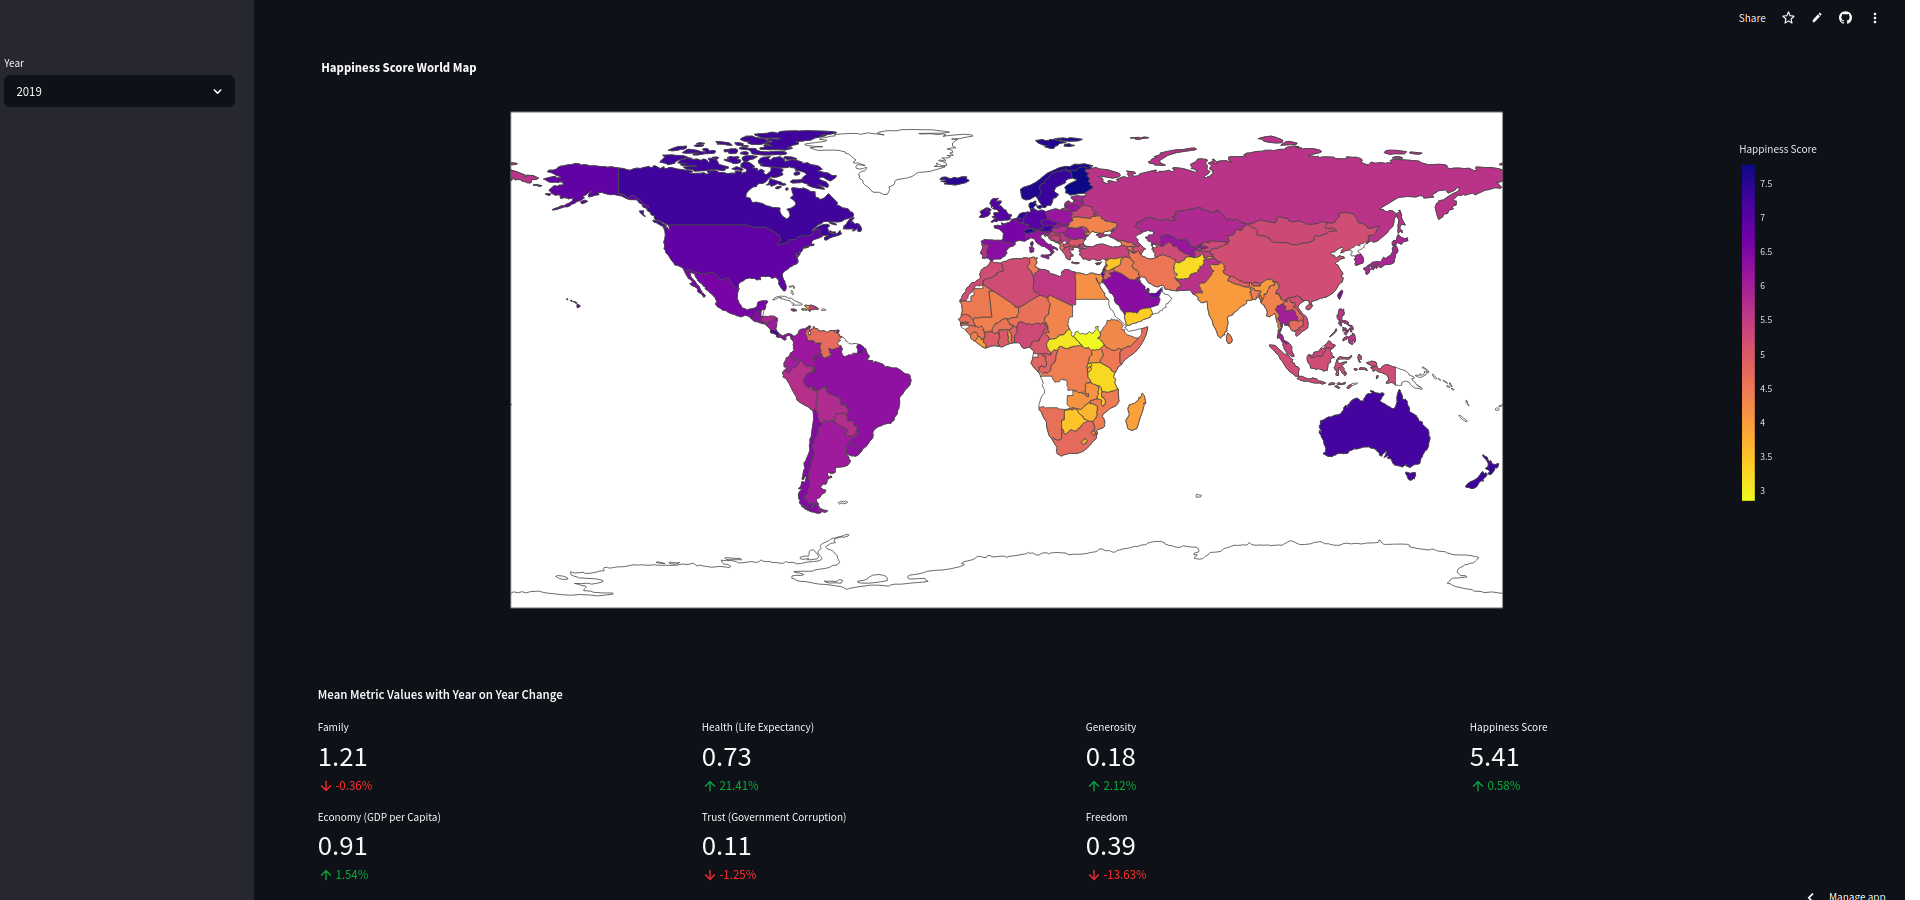 Share
Year
2019
Happiness Score World Map
Happiness Score
7.5
7
6.5
6
5.5
5
4.5
4
3.5
3
Mean Metric Values with Year on Year Change
Family
1.21
-0.36%
Health (Life Expectancy)
0.73
21.41%
Generosity
0.18
2.12%
Happiness Score
5.41
0.58%
Economy (GDP per Capita)
0.91
1.54%
Trust (Government Corruption)
0.11
-1.25%
Freedom
0.39
-13.63%
Manage app